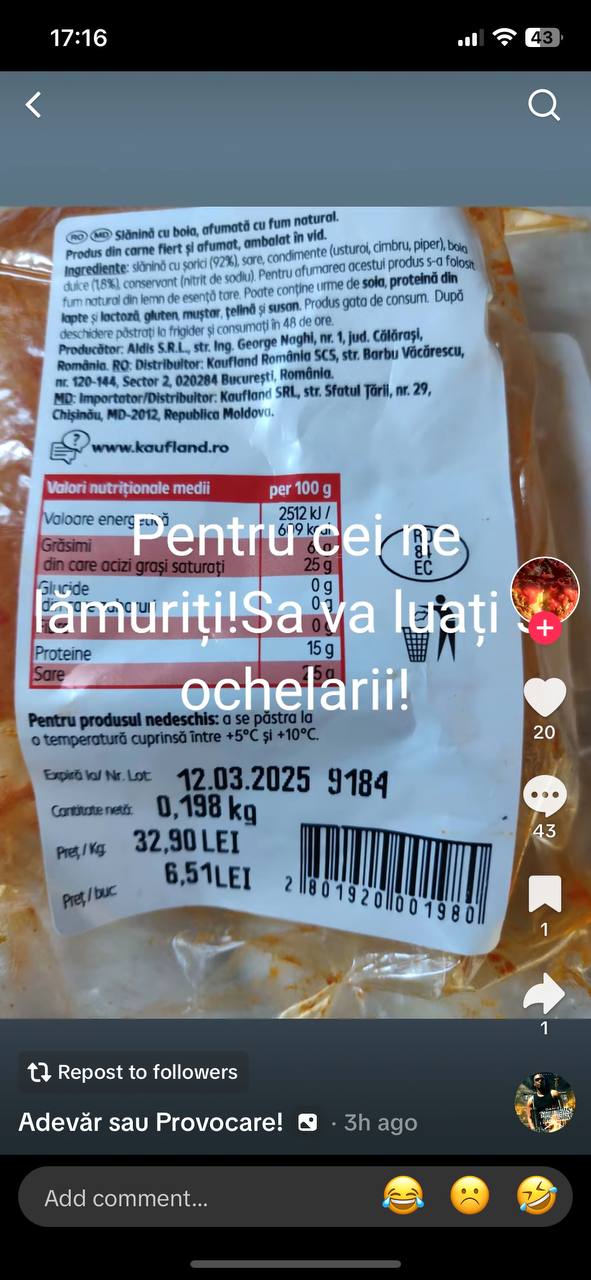 17:16
43
RO MD Slănină cu boia, afumată cu fum natural.
Produs din carne fiert și afumat, ambalat în vid.
Ingrediente: slănină cu șorici (92%), sare, condimente (usturoi, cimbru, piper), boia
dulce (1,8%), conservant (nitrit de sodiu). Pentru afumarea acestui produs s-a folosit
fum natural din lemn de esență tare. Poate conține urme de soia, proteină din
lapte și lactoză, gluten, muștar, țelină și susan. Produs gata de consum. După
deschidere păstrați la frigider și consumați în 48 de ore.
Producător: Aldis S.R.L., str. Ing. George Naghi, nr. 1, jud. Călărași,
România. RO: Distribuitor: Kaufland România SCS, str. Barbu Văcărescu,
nr. 120-144, Sector 2, 020284 București, România.
MD: Importator/Distribuitor: Kaufland SRL, str. Sfatul Țării, nr. 29,
Chișinău, MD-2012, Republica Moldova.
? www.kaufland.ro
Valori nutriționale medii per 100 g
Valoare energetică 2512 kJ /
Grăsimi
din care acizi grași saturați 25 g
Glucide 0 g
Proteine 15 g
Sare
EC
Pentru cei ne
lămuriți!Sa va luați
ochelarii!
Pentru produsul nedeschis: a se păstra la
o temperatură cuprinsă între +5°C și +10°C.
Expiră la/ Nr. Lot: 12.03.2025 9184
Cantitate netă: 0,198 kg
Preț / Kg 32,90 LEI
Preț / buc 6,51LEI
2 801920 001980
20
43
1
1
Repost to followers
Adevăr sau Provocare! · 3h ago
Add comment...